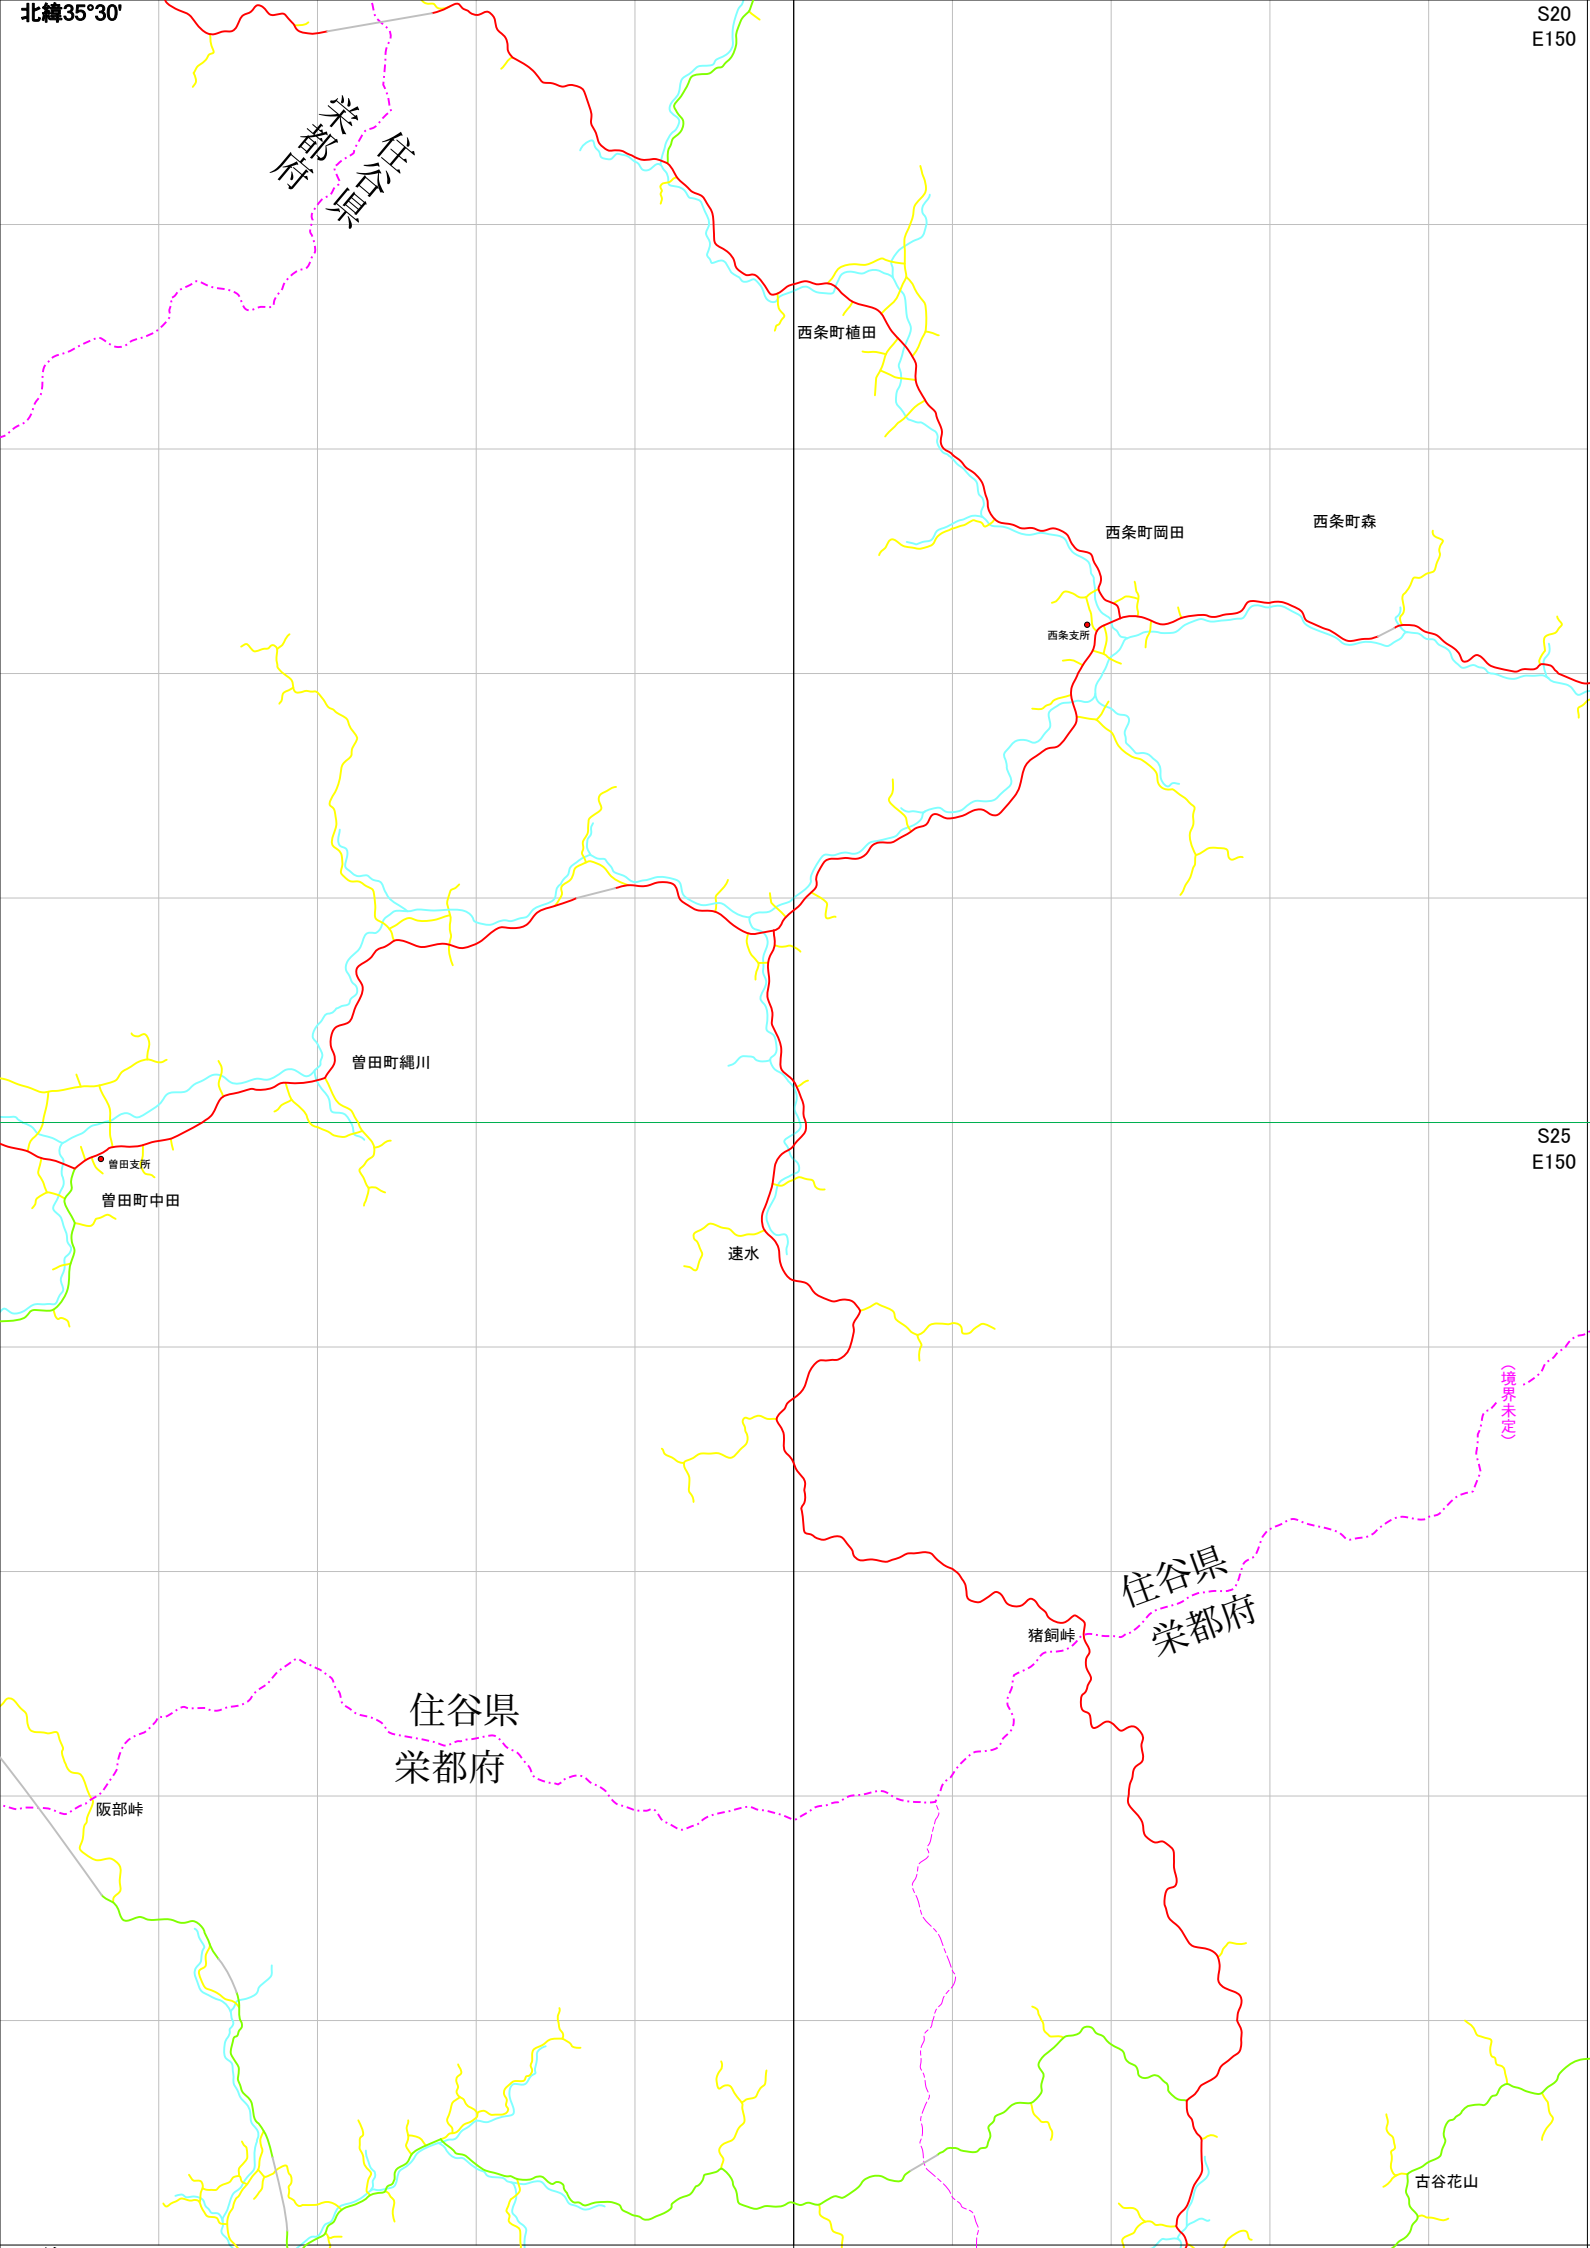 北緯35°30'
S20
E150
栄都府
住谷県
西条町植田
西条町岡田
西条町森
西条支所
曽田町縄川
曽田支所
曽田町中田
S25
E150
速水
（境界未定）
住谷県
栄都府
猪飼峠
住谷県
栄都府
阪部峠
古谷花山